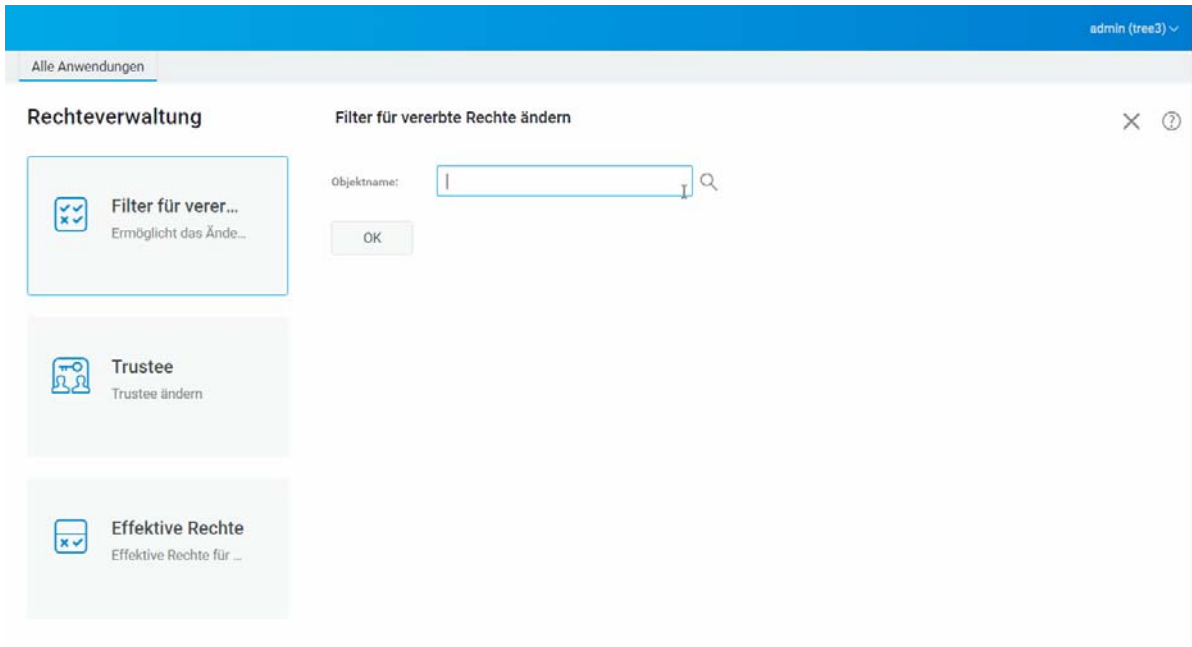 admin (tree3)
Alle Anwendungen
Rechteverwaltung
Filter für vererbte Rechte ändern
Objektname:
Filter für verer...
Ermöglicht das Ände...
OK
Trustee
Trustee ändern
Effektive Rechte
Effektive Rechte für ...